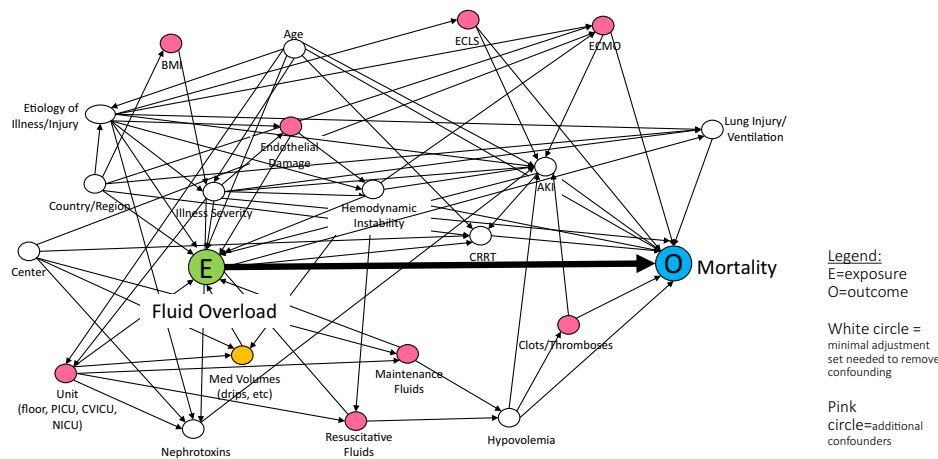 ECLS
Age
ECMO
BMI
Etiology of
Illness/Injury
Lung Injury/
Ventilation
Endothelial
Damage
AKI
Country/Region
Illness Severity
Hemodynamic
Instability
CRRT
Center
E
O
Mortality
Fluid Overload
Legend:
E=exposure
O=outcome
White circle =
minimal adjustment
set needed to remove
confounding
Pink
circle=additional
confounders
Clots/Thromboses
Med Volumes
(drips, etc)
Maintenance
Fluids
Unit
(floor, PICU, CVICU,
NICU)
Nephrotoxins
Resuscitative
Fluids
Hypovolemia